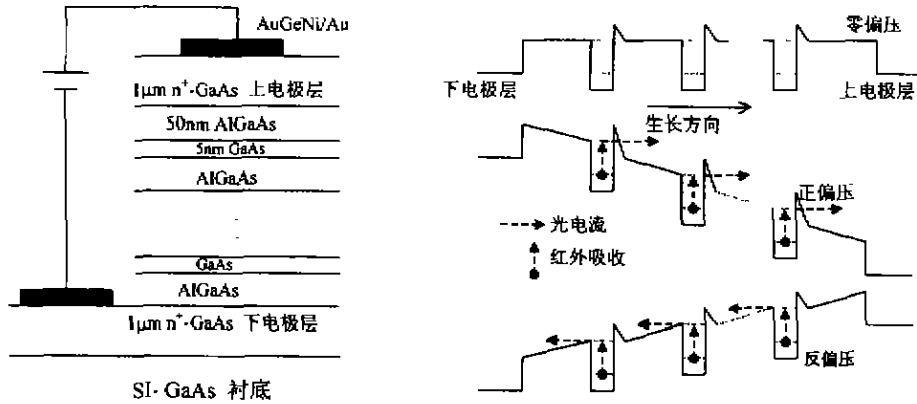 AuGeNi/Au
1μm n⁺-GaAs 上电极层
50nm AlGaAs
5nm GaAs
AlGaAs
GaAs
AlGaAs
1μm n⁺-GaAs 下电极层
SI- GaAs 衬底
零偏压
下电极层
上电极层
生长方向
正偏压
光电流
红外吸收
反偏压